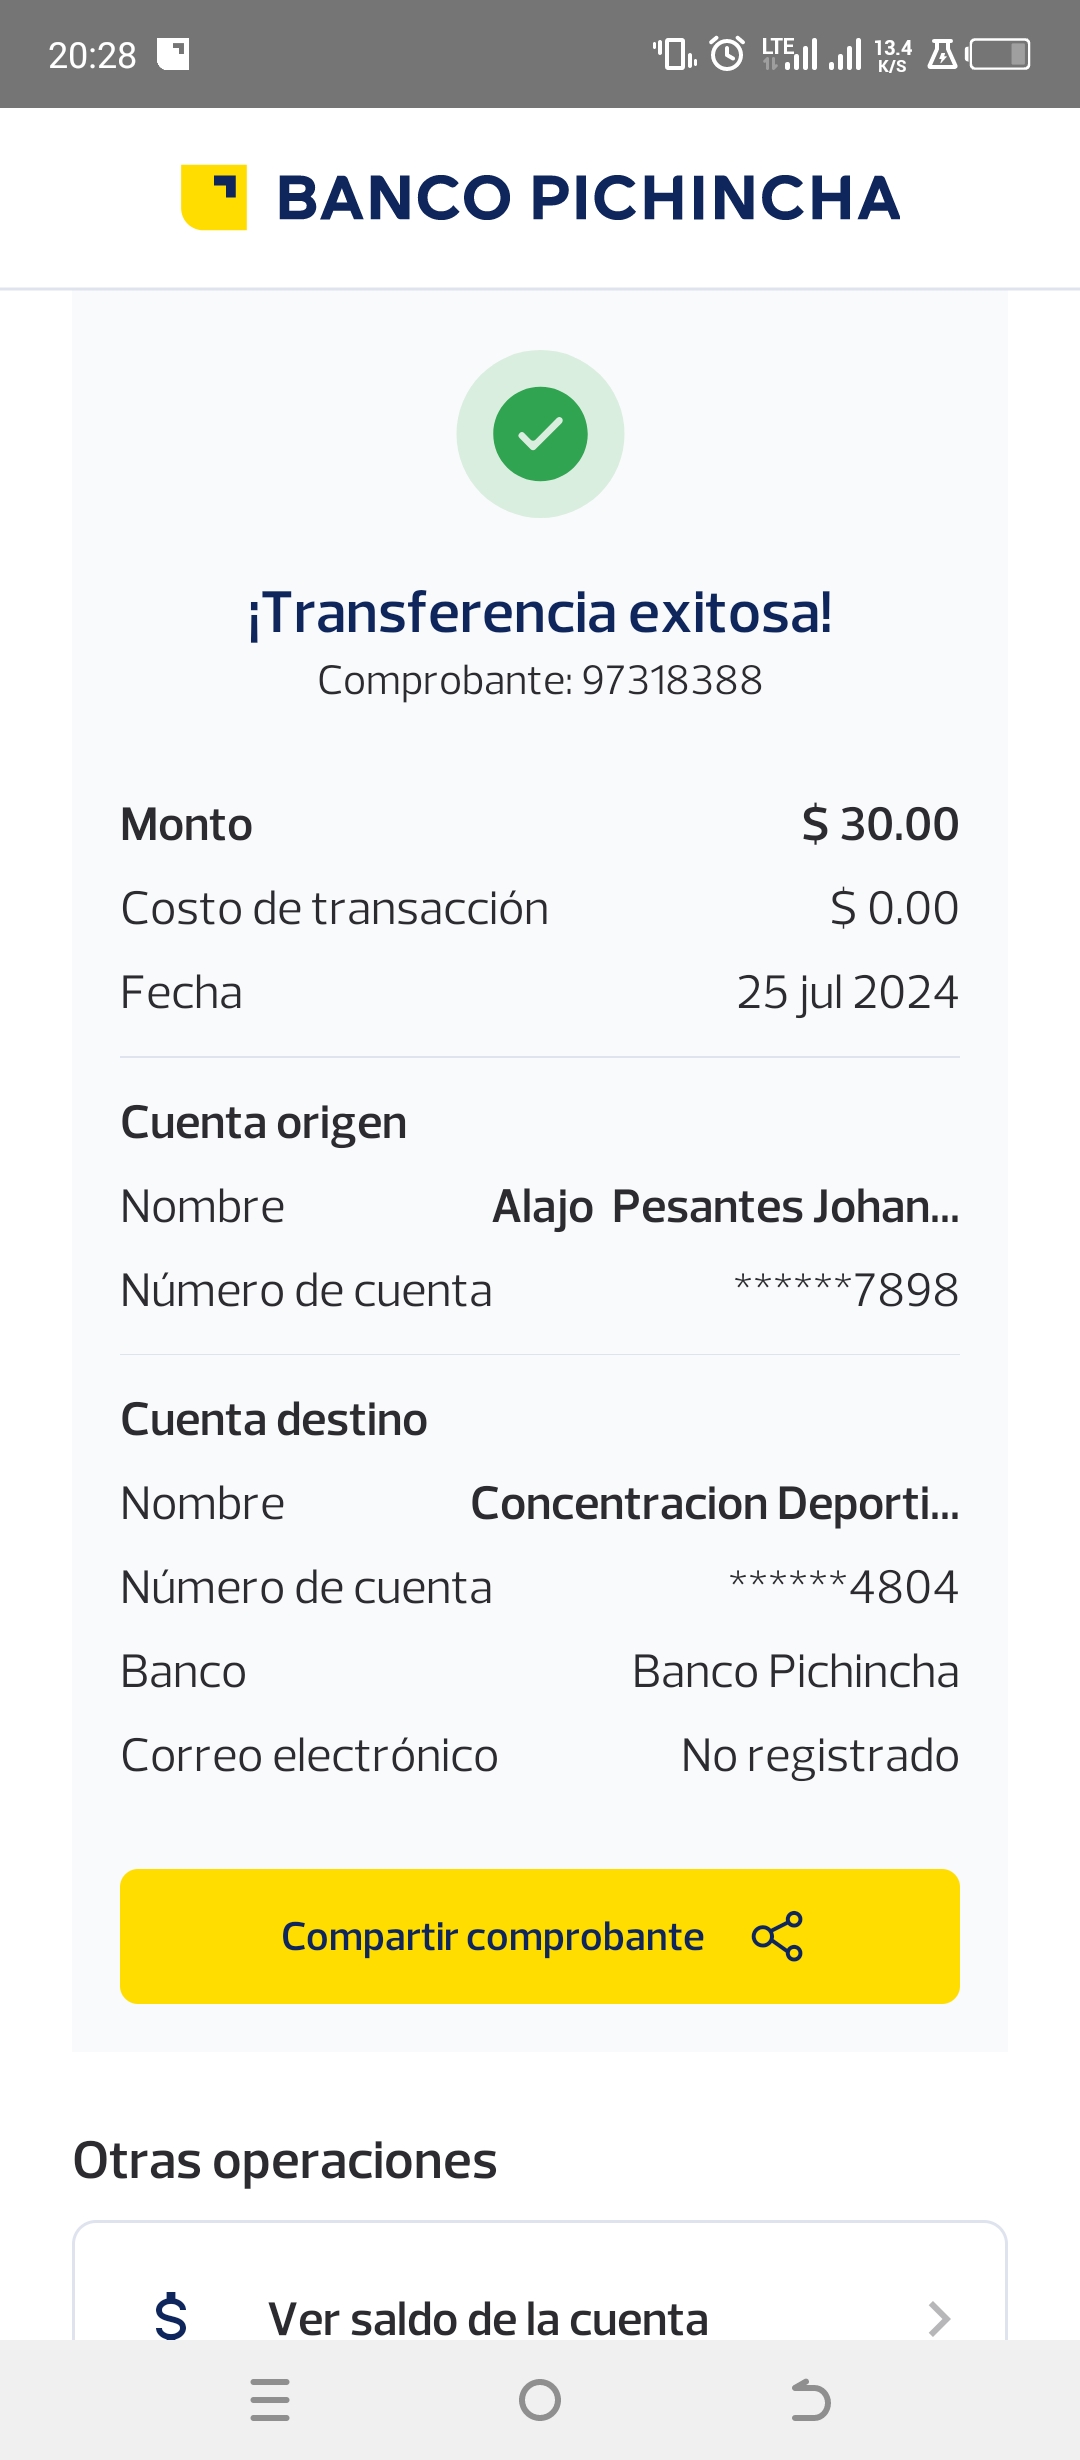 20:28 LTE 13.4 K/S
BANCO PICHINCHA
¡Transferencia exitosa!
Comprobante: 97318388
Monto $ 30.00
Costo de transacción $ 0.00
Fecha 25 jul 2024
Cuenta origen
Nombre Alajo  Pesantes Johan...
Número de cuenta ******7898
Cuenta destino
Nombre Concentracion Deporti...
Número de cuenta ******4804
Banco Banco Pichincha
Correo electrónico No registrado
Compartir comprobante
Otras operaciones
$ Ver saldo de la cuenta